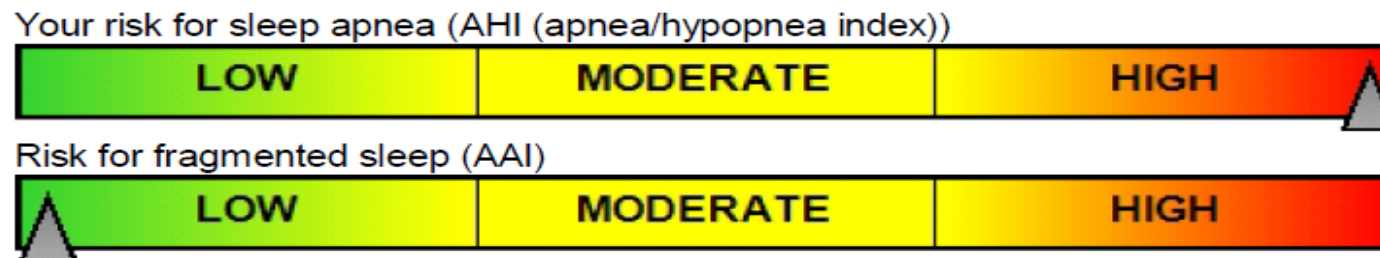 Your risk for sleep apnea (AHI (apnea/hypopnea index))
LOW MODERATE HIGH
Risk for fragmented sleep (AAI)
LOW MODERATE HIGH